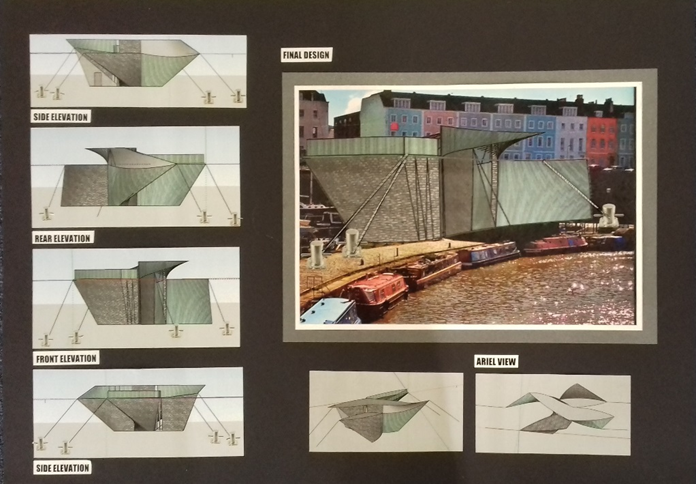 SIDE ELEVATION
REAR ELEVATION
FRONT ELEVATION
SIDE ELEVATION
FINAL DESIGN
ARIEL VIEW